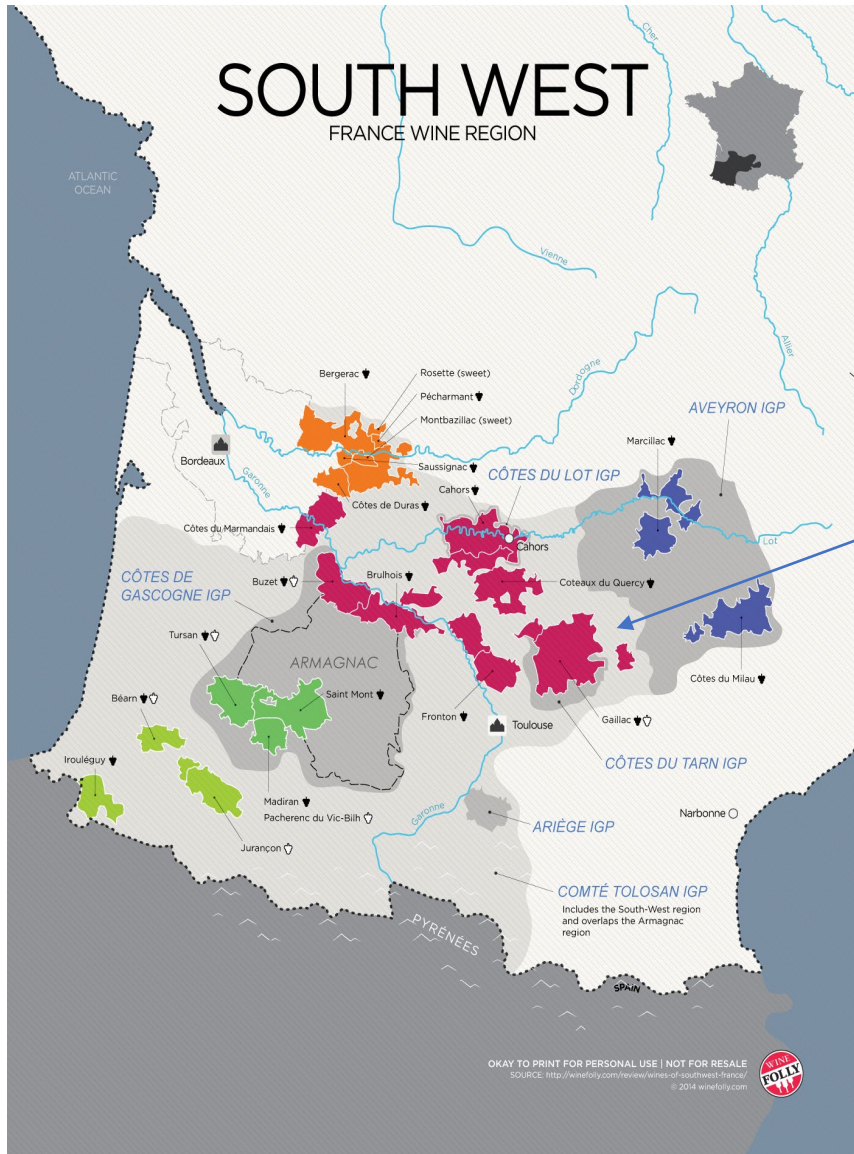 SOUTH WEST
FRANCE WINE REGION
ATLANTIC
OCEAN
Cher
Vienne
Allier
Dordogne
Bergerac
Rosette (sweet)
Pécharmant
Montbazillac (sweet)
Saussignac
Côtes de Duras
Bordeaux
Garonne
AVEYRON IGP
Marcillac
CÔTES DU LOT IGP
Cahors
Cahors
Lot
Côtes du Marmandais
Buzet
Brulhois
Coteaux du Quercy
CÔTES DE
GASCOGNE IGP
Tursan
ARMAGNAC
Saint Mont
Béarn
Irouléguy
Fronton
Toulouse
Gaillac
Côtes du Milau
CÔTES DU TARN IGP
Madiran
Pacherenc du Vic-Bilh
Jurançon
Garonne
ARIÈGE IGP
Narbonne
COMTÉ TOLOSAN IGP
Includes the South-West region
and overlaps the Armagnac
region
PYRÉNÉES
SPAIN
OKAY TO PRINT FOR PERSONAL USE | NOT FOR RESALE
SOURCE: http://winefolly.com/review/wines-of-southwest-france/
© 2014 winefolly.com
WINE
FOLLY